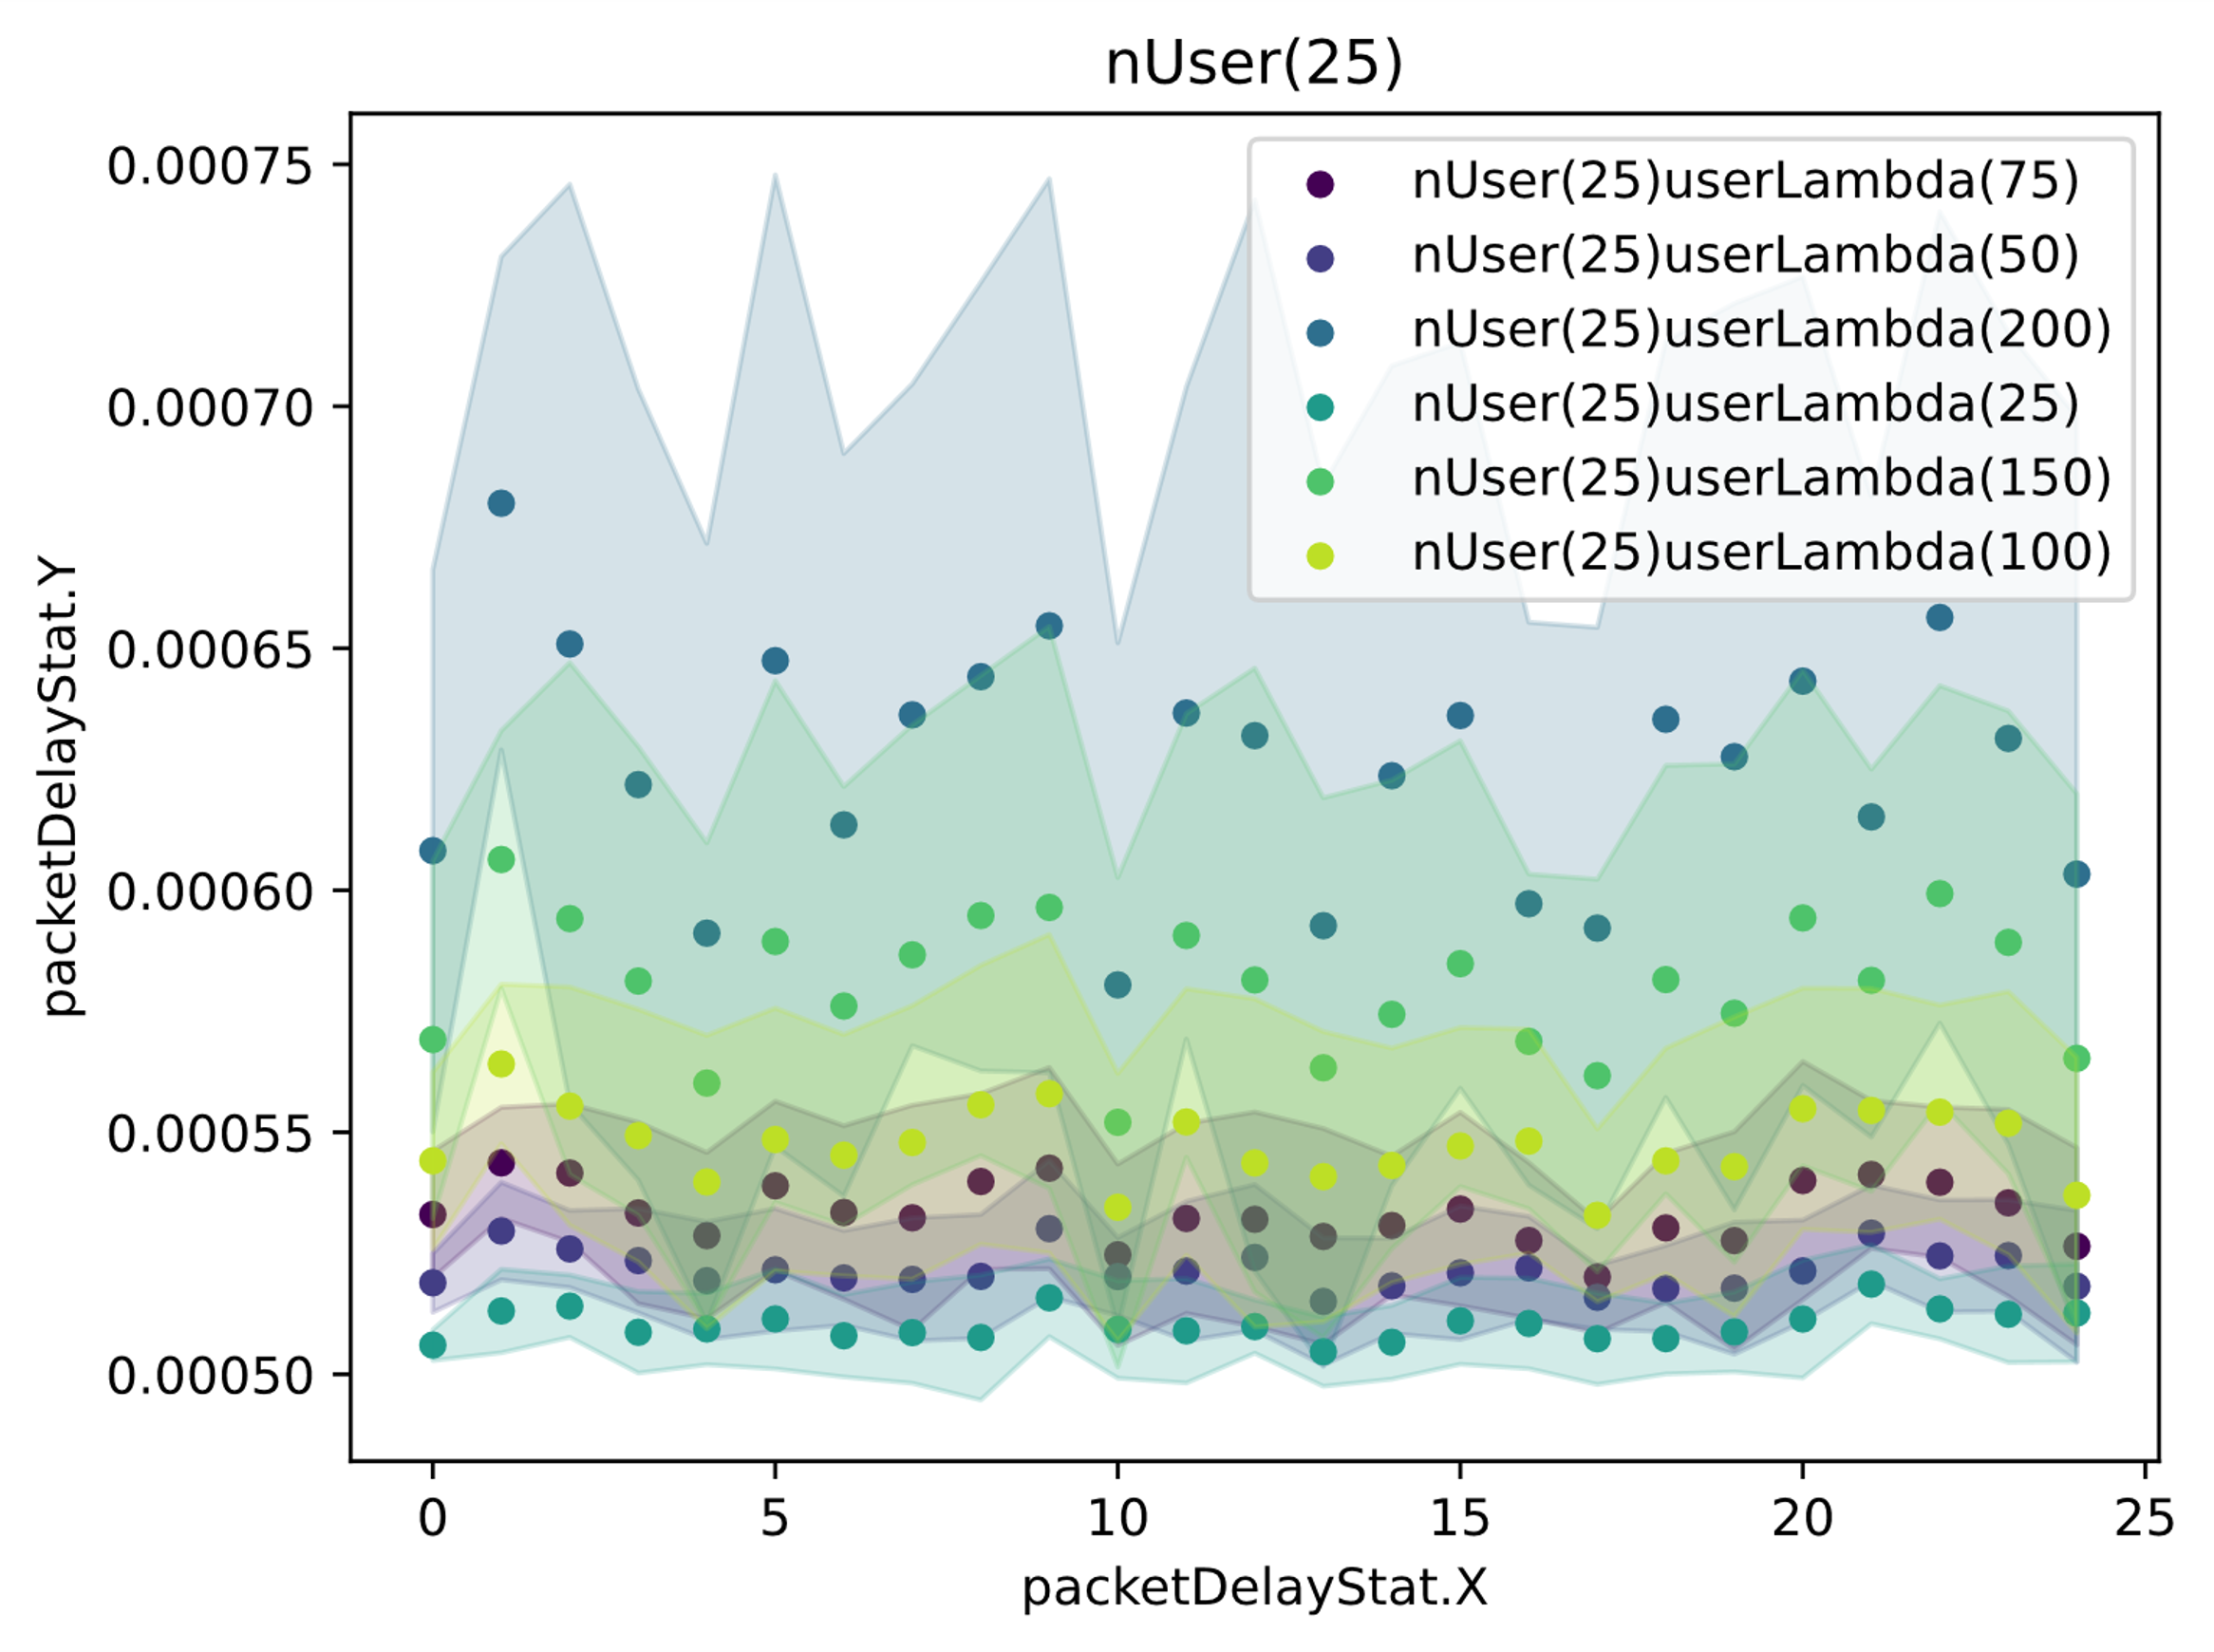 nUser(25)
0.00075
0.00070
0.00065
0.00060
0.00055
0.00050
packetDelayStat.Y
nUser(25)userLambda(75)
nUser(25)userLambda(50)
nUser(25)userLambda(200)
nUser(25)userLambda(25)
nUser(25)userLambda(150)
nUser(25)userLambda(100)
0 5 10 15 20 25
packetDelayStat.X